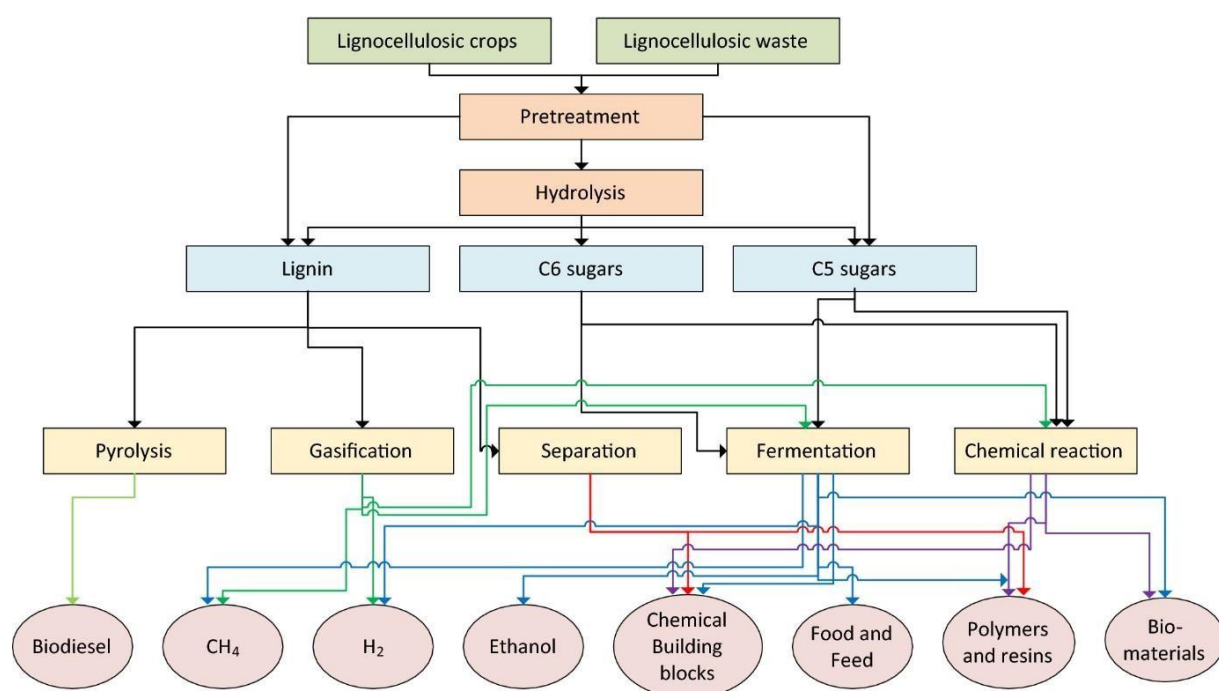 Lignocellulosic crops
Lignocellulosic waste
Pretreatment
Hydrolysis
Lignin
C6 sugars
C5 sugars
Pyrolysis
Gasification
Separation
Fermentation
Chemical reaction
Biodiesel
CH₄
H₂
Ethanol
Chemical
Building
blocks
Food and
Feed
Polymers
and resins
Bio-
materials